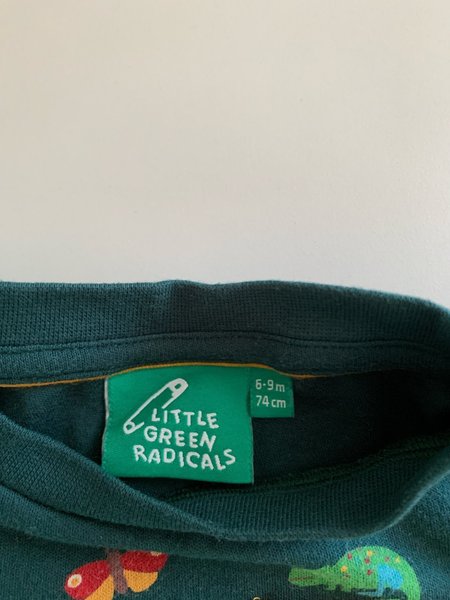 LITTLE
GREEN
RADICALS
6-9m
74cm